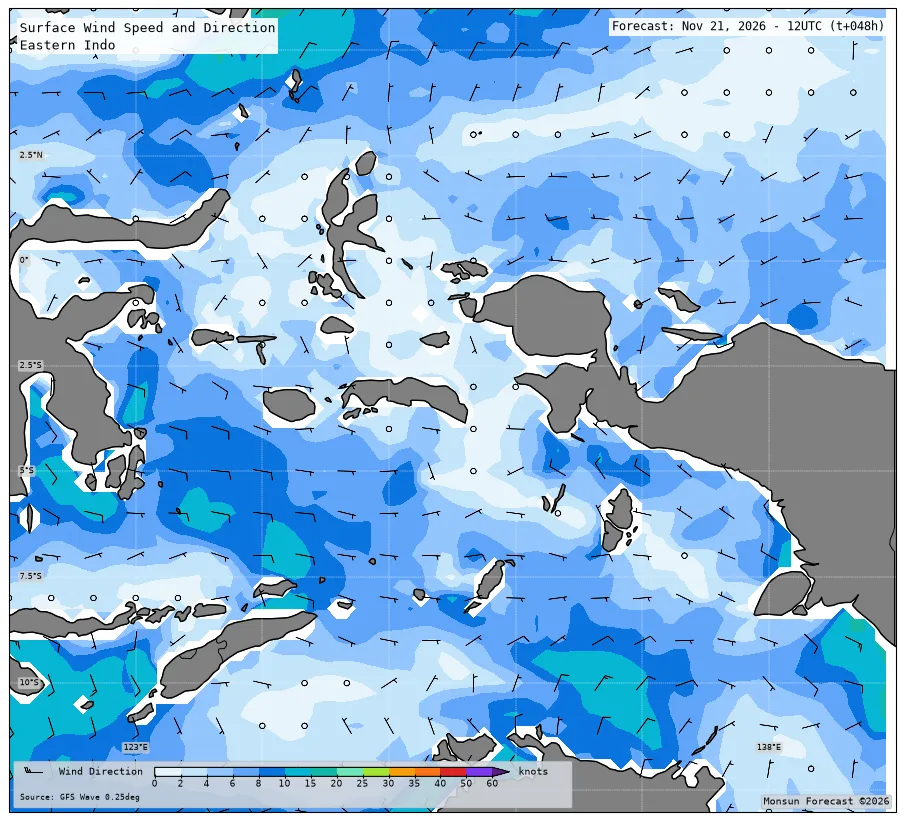 Surface Wind Speed and Direction
Eastern Indo
Forecast: Nov 21, 2026 - 12UTC (t+048h)
2.5°N
0°
2.5°S
5°S
7.5°S
10°S
123°E
138°E
Wind Direction
0 2 4 6 8 10 15 20 25 30 35 40 50 60
knots
Source: GFS Wave 0.25deg
Monsun Forecast ©2026